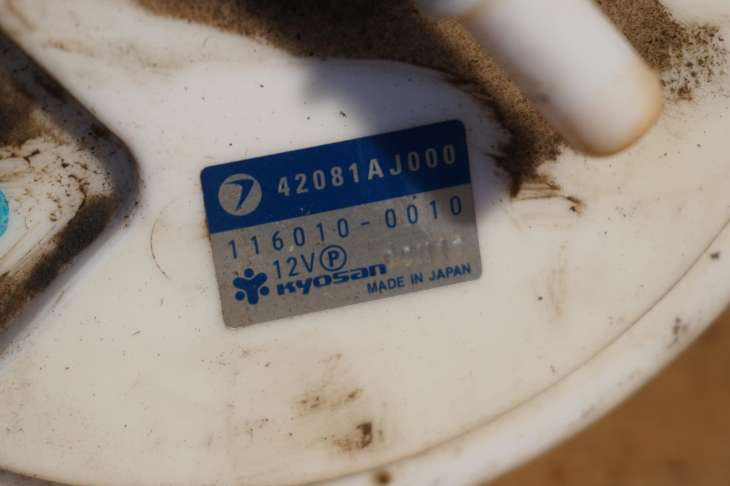 42081AJ000
116010-0010
12V Ⓟ
KYOSAN MADE IN JAPAN